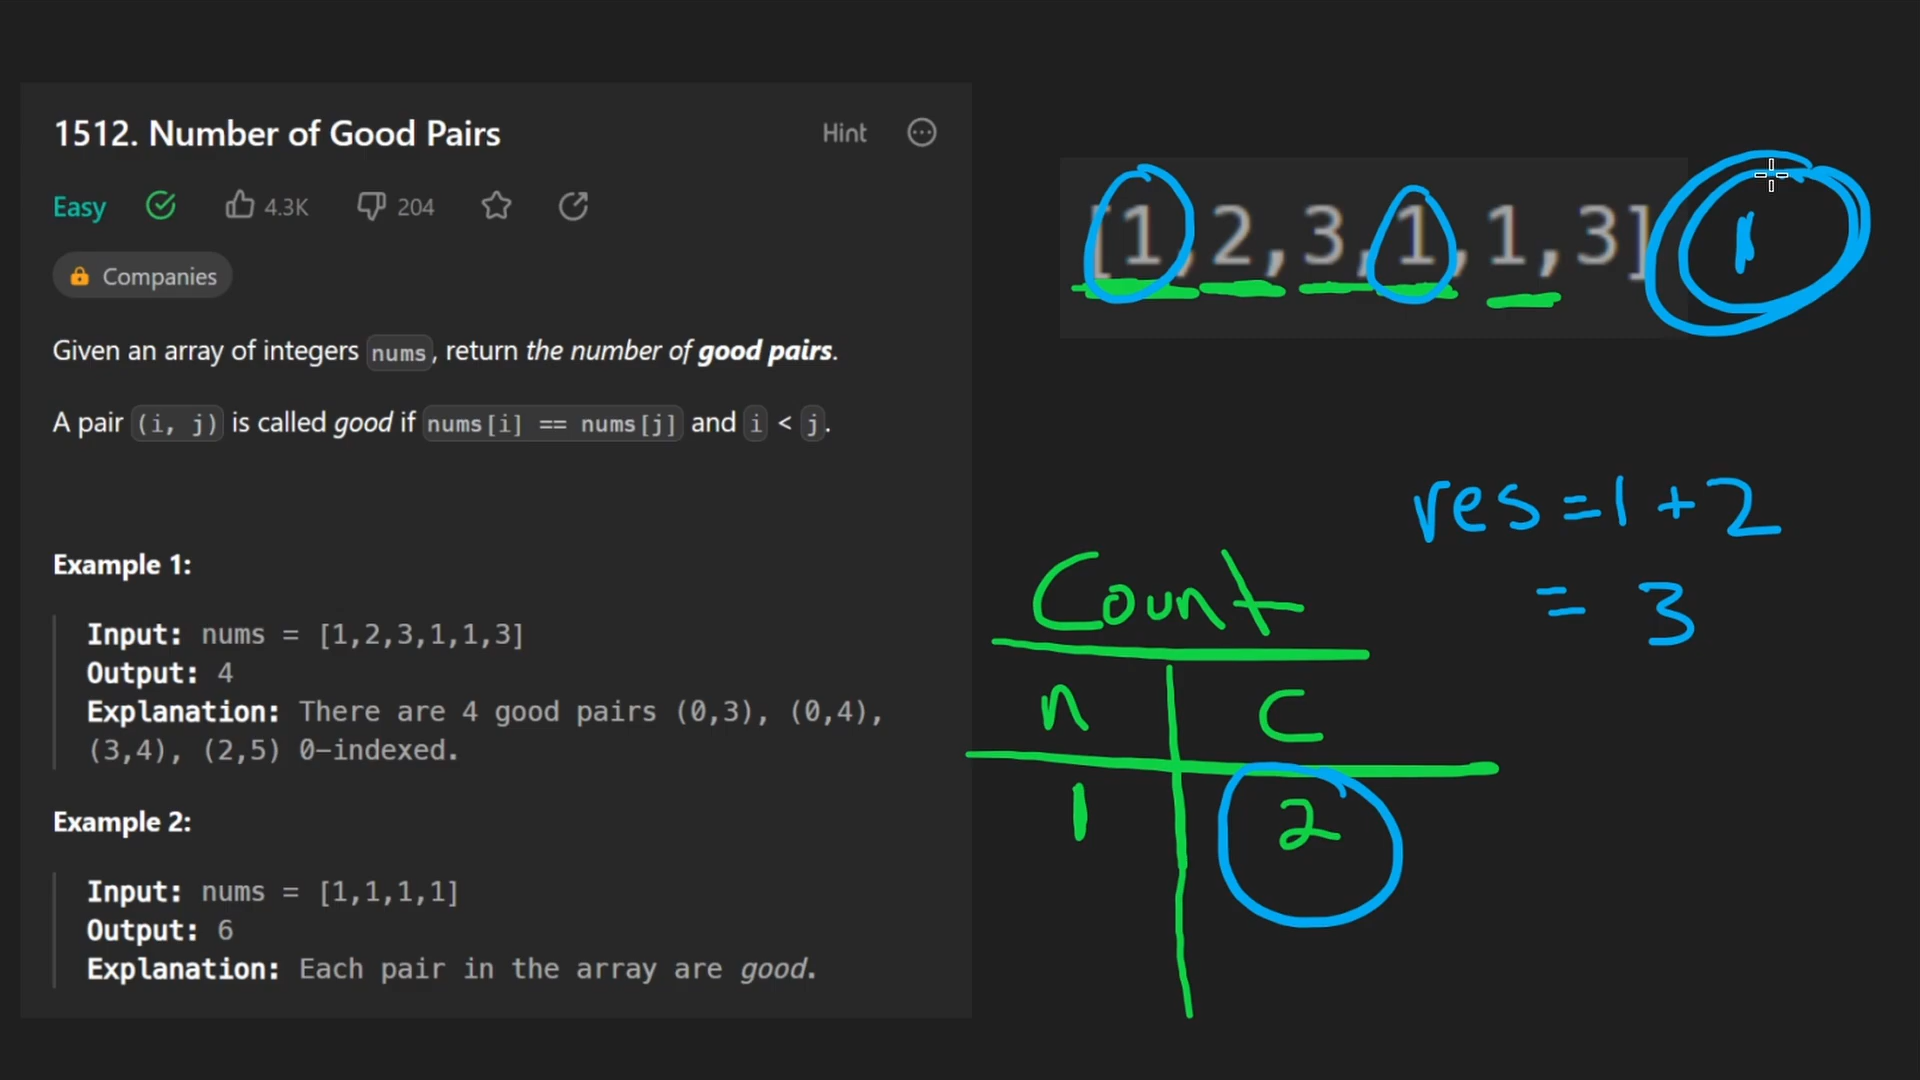 1512. Number of Good Pairs
Hint
Easy
4.3K
204
Companies
Given an array of integers nums, return the number of good pairs.
A pair (i, j) is called good if nums[i] == nums[j] and i < j.
Example 1:
Input: nums = [1,2,3,1,1,3]
Output: 4
Explanation: There are 4 good pairs (0,3), (0,4),
(3,4), (2,5) 0-indexed.
Example 2:
Input: nums = [1,1,1,1]
Output: 6
Explanation: Each pair in the array are good.
[1,2,3,1,1,3]
1
res = 1 + 2
= 3
Count
n C
1 2